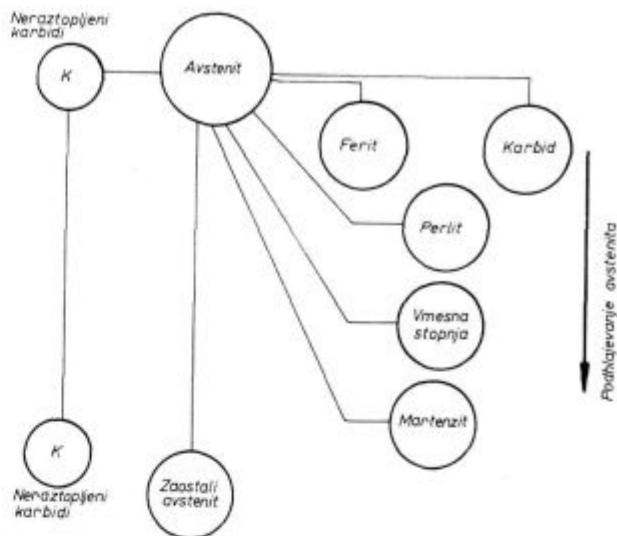 Neraztopljeni
karbidi
K
Avstenit
Ferit
Karbid
Perlit
Vmesna
stopnja
Martenzit
Podhlajevanje avstenita
K
Neraztopljeni
karbidi
Zaostali
avstenit